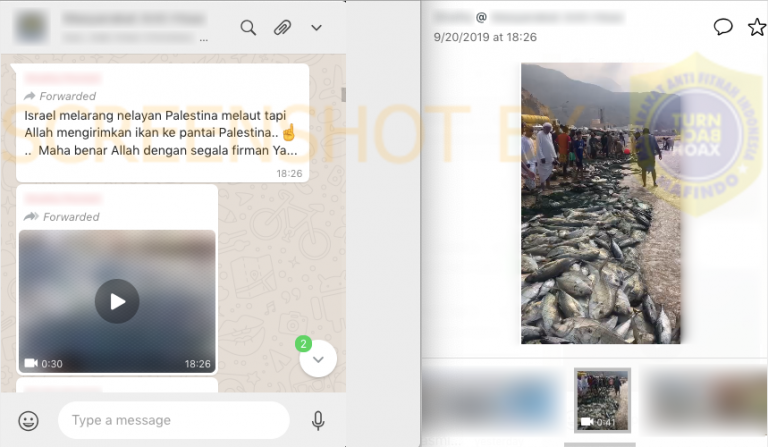 Forwarded
Israel melarang nelayan Palestina melaut tapi
Allah mengirimkan ikan ke pantai Palestina.. ☝
.. Maha benar Allah dengan segala firman Ya...
18:26
Forwarded
0:30
18:26
2
Type a message
@
9/20/2019 at 18:26
SCREENSHOT BY
ANTI FITNAH INDONESIA
TURN
HOAX
MAFINDO
0:41